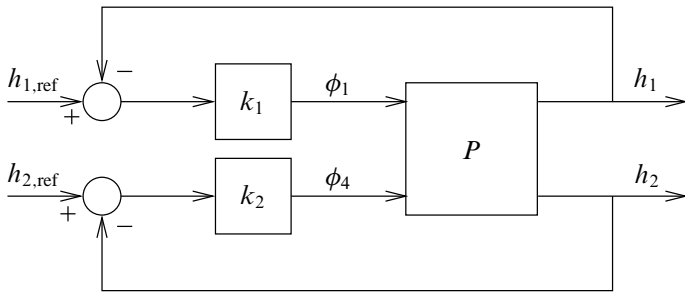 −
h₁,ref k₁ ϕ₁ h₁
+
P
h₂,ref k₂ ϕ₄ h₂
+
−